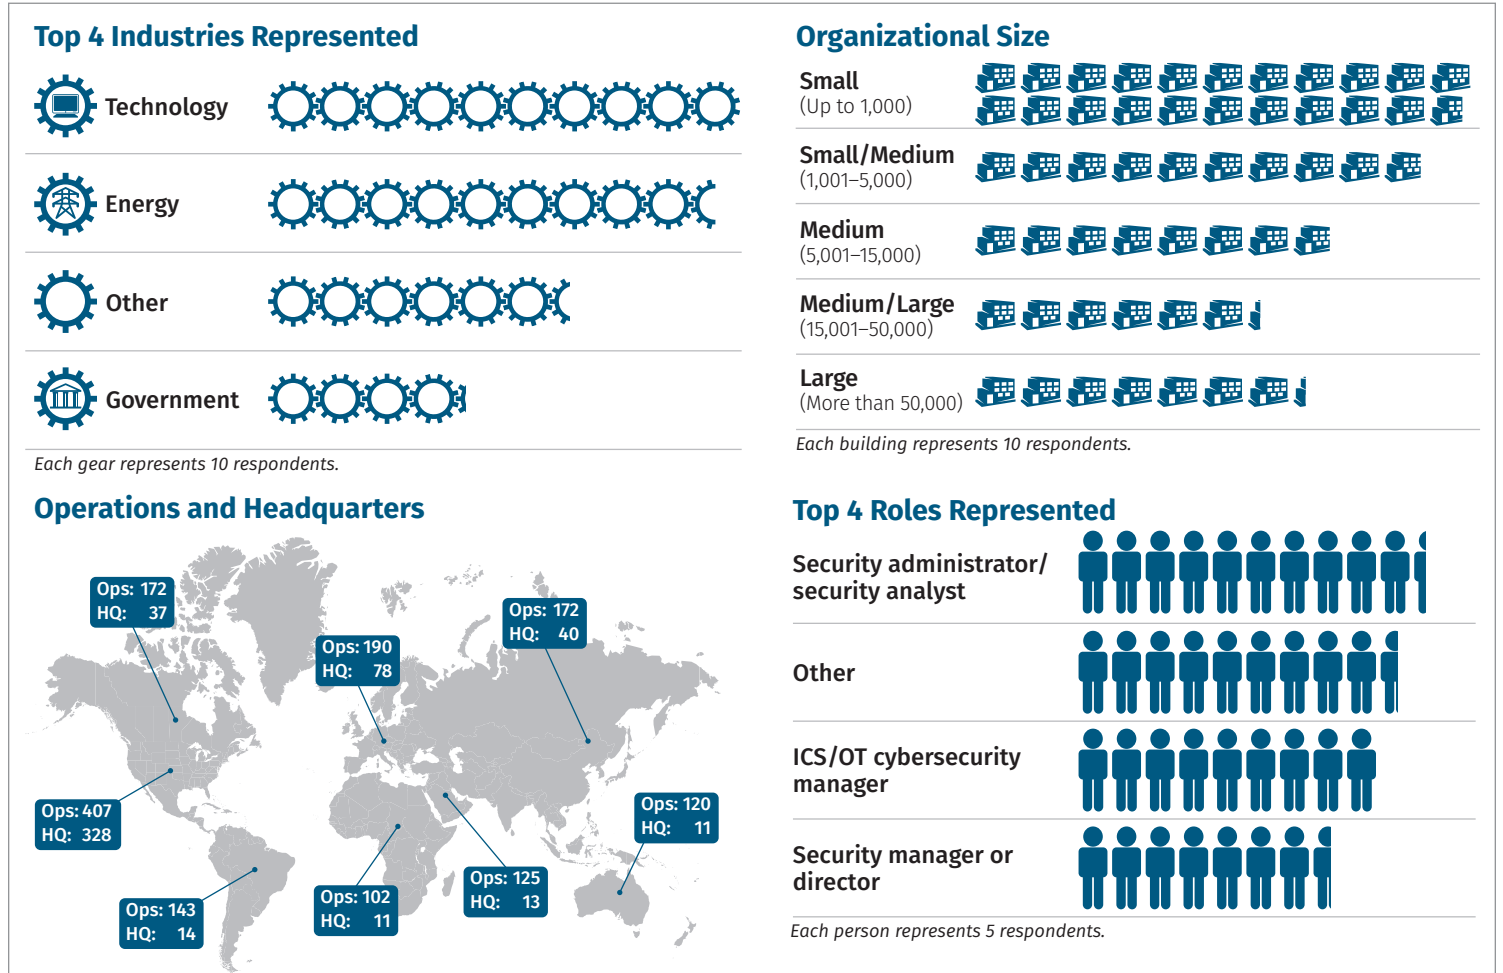 Top 4 Industries Represented
Technology
Energy
Other
Government
Each gear represents 10 respondents.
Organizational Size
Small
(Up to 1,000)
Small/Medium
(1,001–5,000)
Medium
(5,001–15,000)
Medium/Large
(15,001–50,000)
Large
(More than 50,000)
Each building represents 10 respondents.
Operations and Headquarters
Ops: 172
HQ: 37
Ops: 190
HQ: 78
Ops: 172
HQ: 40
Ops: 407
HQ: 328
Ops: 120
HQ: 11
Ops: 143
HQ: 14
Ops: 102
HQ: 11
Ops: 125
HQ: 13
Top 4 Roles Represented
Security administrator/
security analyst
Other
ICS/OT cybersecurity
manager
Security manager or
director
Each person represents 5 respondents.